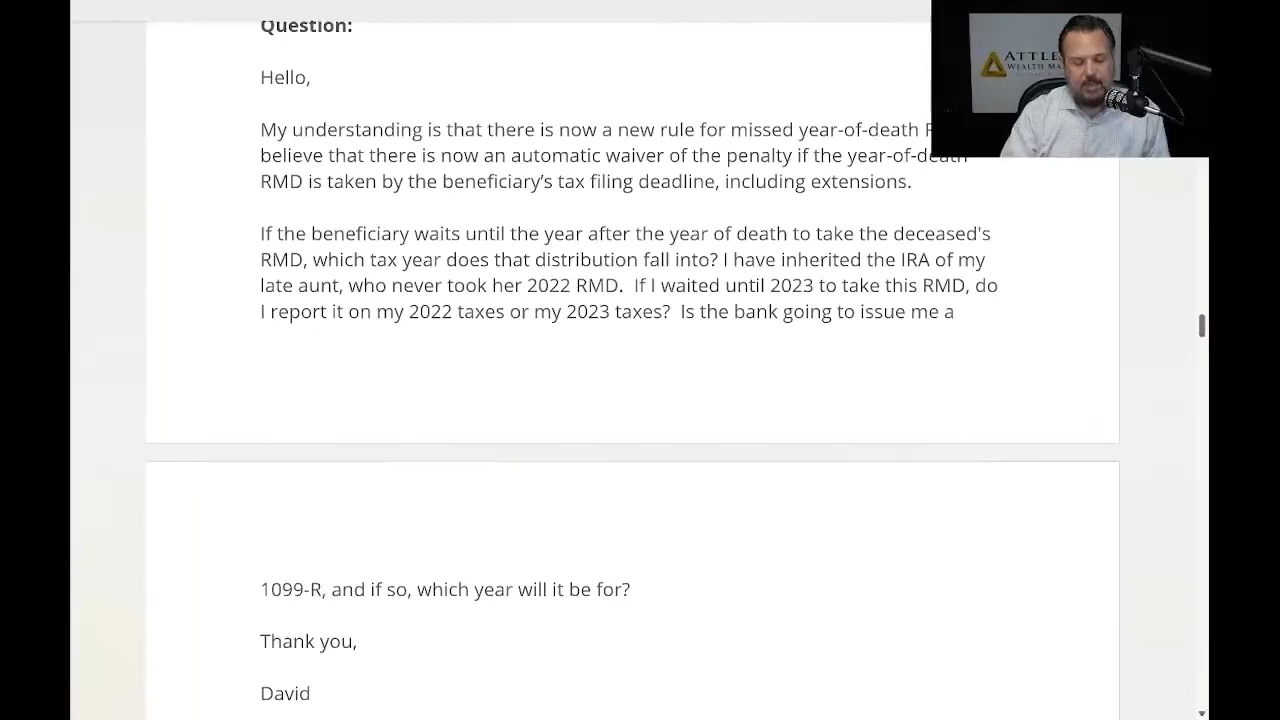 Question:
Hello,
My understanding is that there is now a new rule for missed year-of-death
believe that there is now an automatic waiver of the penalty if the year-of-death
RMD is taken by the beneficiary’s tax filing deadline, including extensions.
If the beneficiary waits until the year after the year of death to take the deceased's
RMD, which tax year does that distribution fall into? I have inherited the IRA of my
late aunt, who never took her 2022 RMD.  If I waited until 2023 to take this RMD, do
I report it on my 2022 taxes or my 2023 taxes?  Is the bank going to issue me a
1099-R, and if so, which year will it be for?
Thank you,
David
ATTLE
WEALTH MA